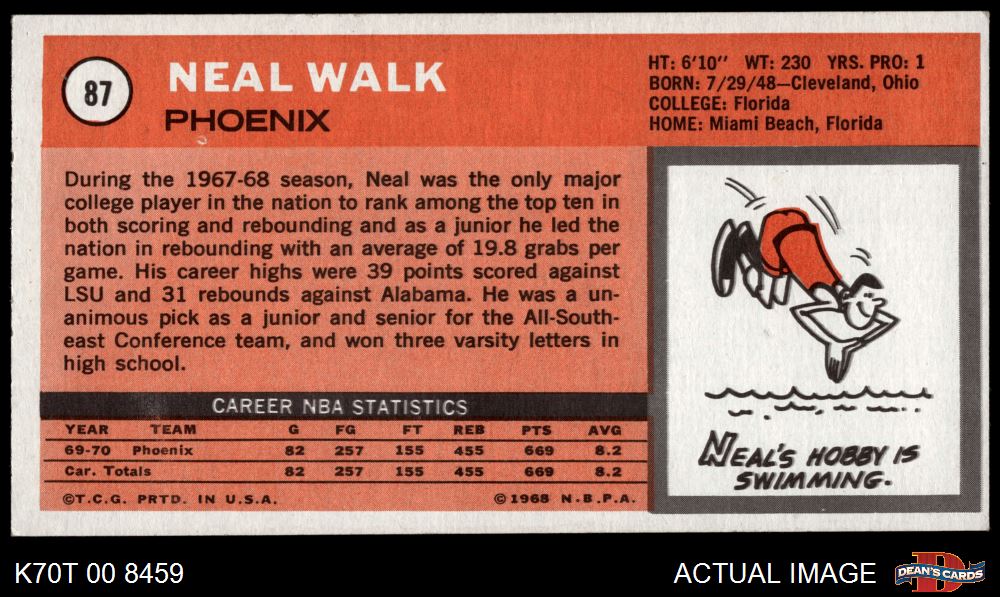 87
NEAL WALK
PHOENIX
HT: 6'10" WT: 230 YRS. PRO: 1
BORN: 7/29/48—Cleveland, Ohio
COLLEGE: Florida
HOME: Miami Beach, Florida
During the 1967-68 season, Neal was the only major
college player in the nation to rank among the top ten in
both scoring and rebounding and as a junior he led the
nation in rebounding with an average of 19.8 grabs per
game. His career highs were 39 points scored against
LSU and 31 rebounds against Alabama. He was a un-
animous pick as a junior and senior for the All-South-
east Conference team, and won three varsity letters in
high school.
CAREER NBA STATISTICS
YEAR TEAM G FG FT REB PTS AVG
69-70 Phoenix 82 257 155 455 669 8.2
Car. Totals 82 257 155 455 669 8.2
©T.C.G. PRTD. IN U.S.A. ©1968 N.B.P.A.
NEAL'S HOBBY IS
SWIMMING.
K70T 00 8459
ACTUAL IMAGE
D
DEAN'S CARDS